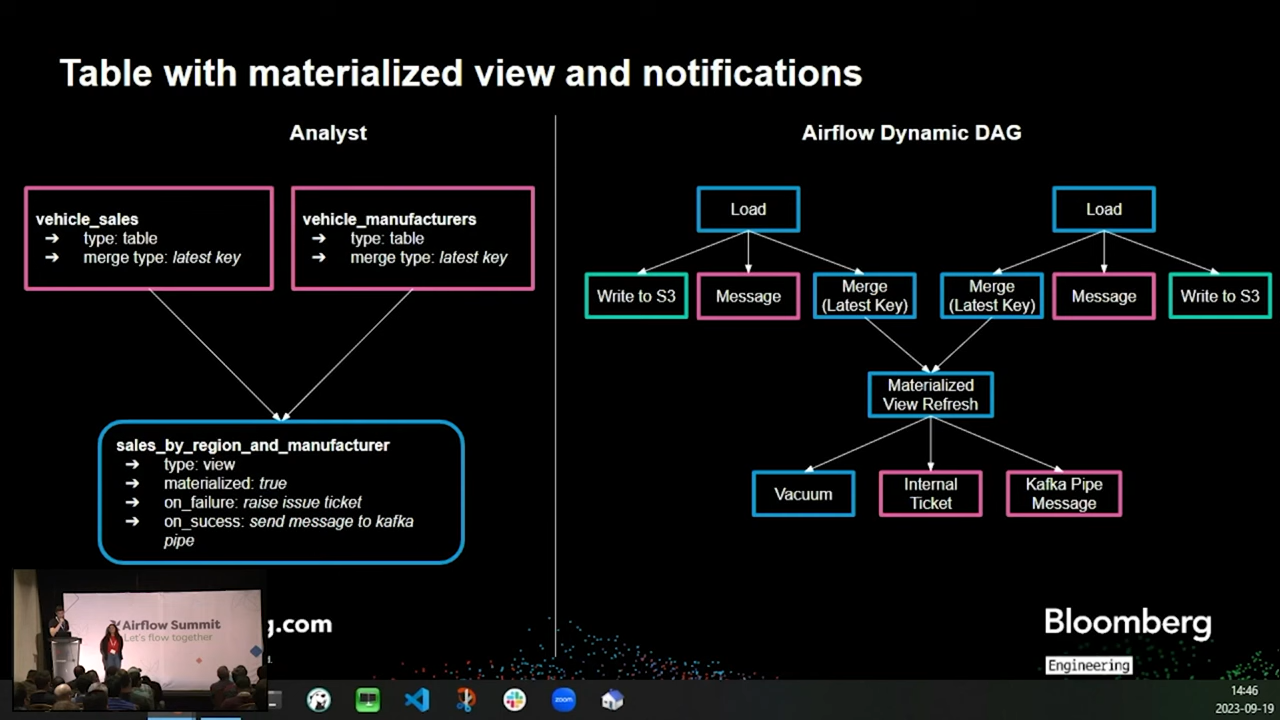 Table with materialized view and notifications
Analyst
vehicle_sales
➔ type: table
➔ merge type: latest key
vehicle_manufacturers
➔ type: table
➔ merge type: latest key
sales_by_region_and_manufacturer
➔ type: view
➔ materialized: true
➔ on_failure: raise issue ticket
➔ on_sucess: send message to kafka
pipe
Airflow Dynamic DAG
Load
Load
Write to S3
Message
Merge
(Latest Key)
Merge
(Latest Key)
Message
Write to S3
Materialized
View Refresh
Vacuum
Internal
Ticket
Kafka Pipe
Message
Airflow Summit
Let's flow together
g.com
Bloomberg
Engineering
zoom
14:46
2023-09-19